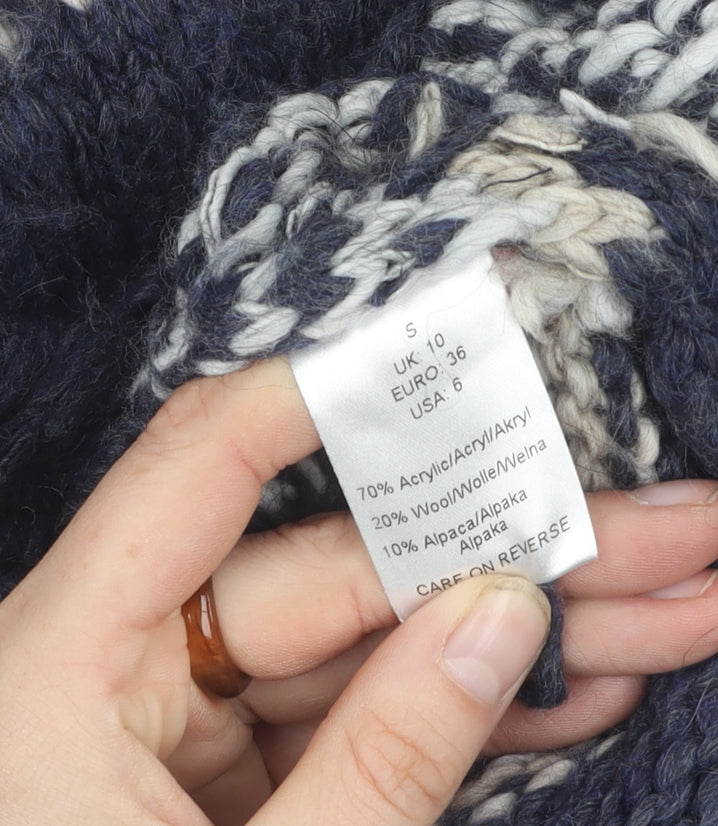 S
UK: 10
EURO: 36
USA: 6
70% Acrylic/Acryl/Akryl
20% Wool/Wolle/Wełna
10% Alpaca/Alpaka
Alpaka
CARE ON REVERSE